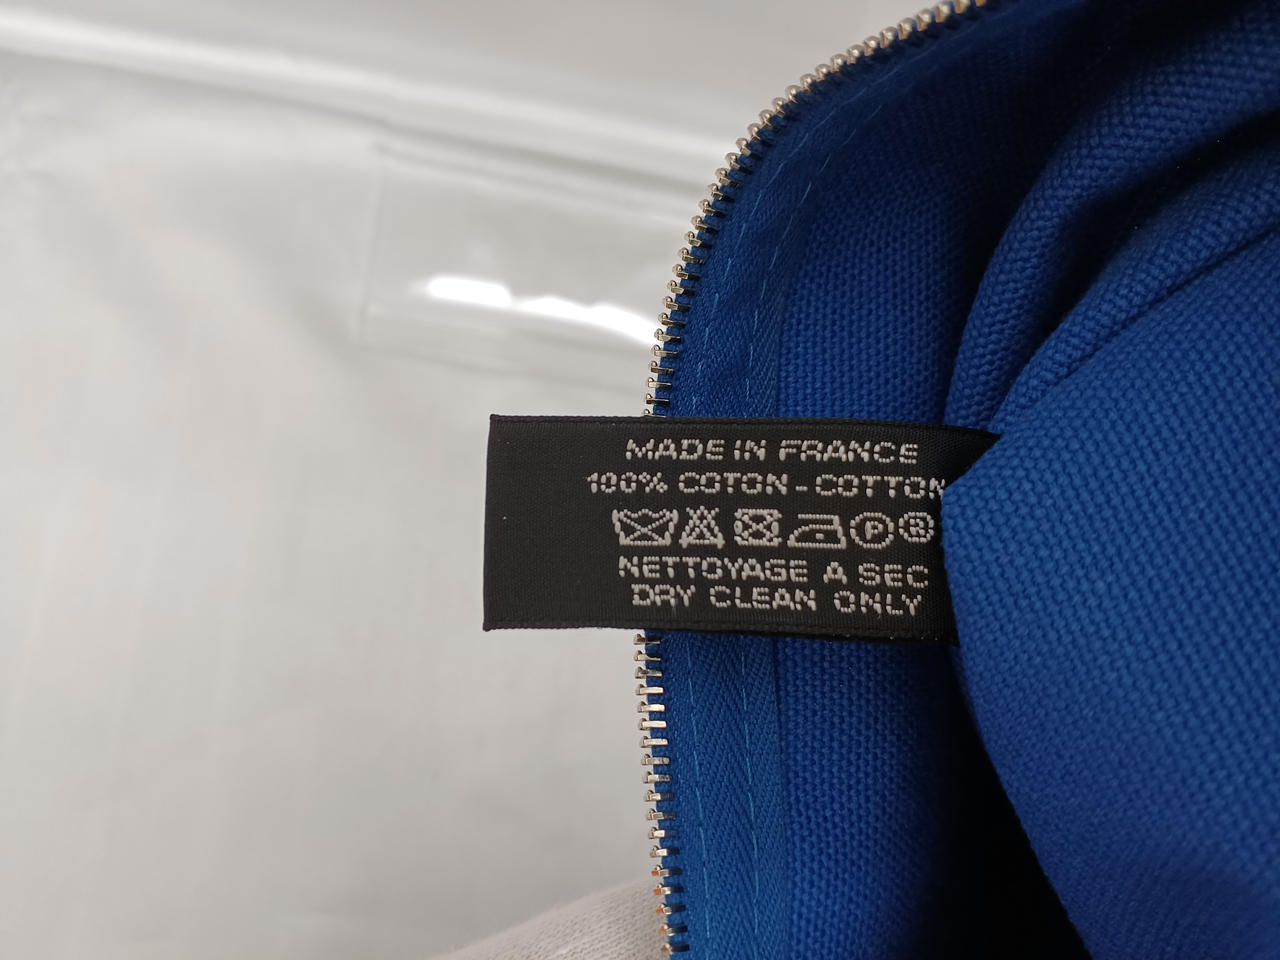 MADE IN FRANCE
100% COTON - COTTON
P R
NETTOYAGE A SEC
DRY CLEAN ONLY